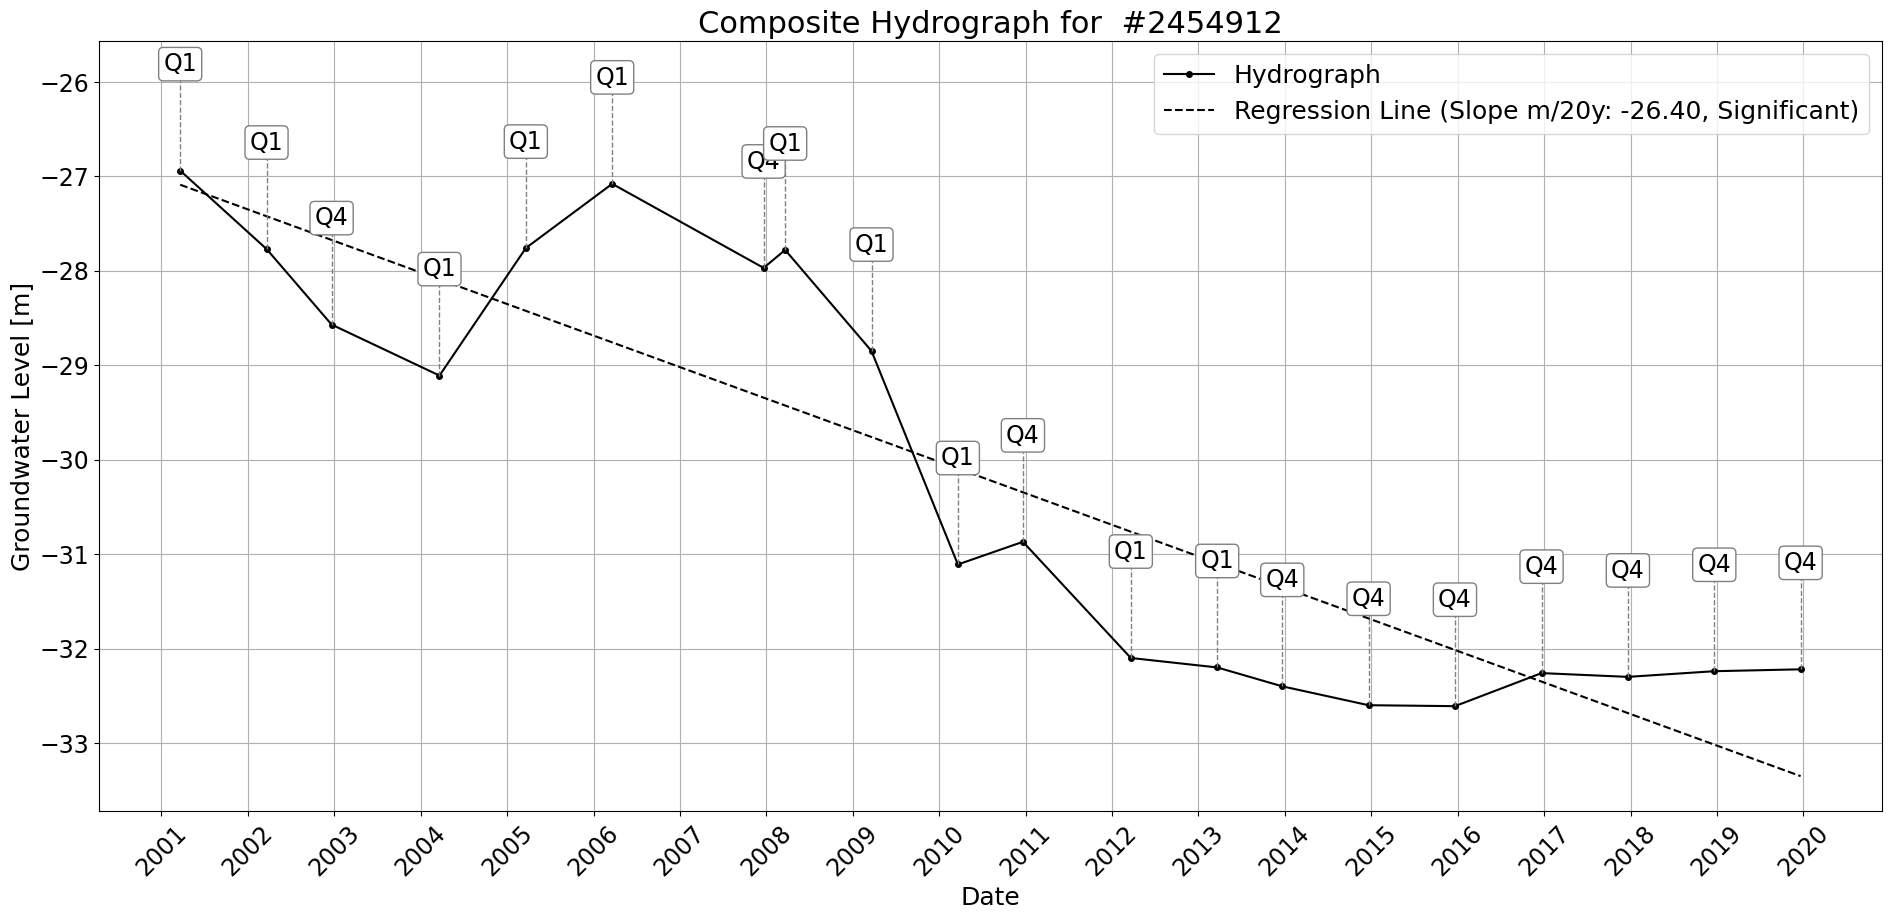 Composite Hydrograph for  #2454912
Hydrograph
Regression Line (Slope m/20y: -26.40, Significant)
Q1
Q1
Q4
Q1
Q1
Q1
Q4
Q1
Q1
Q1
Q4
Q1
Q1
Q4
Q4
Q4
Q4
Q4
Q4
Q4
Groundwater Level [m]
−26
−27
−28
−29
−30
−31
−32
−33
2001
2002
2003
2004
2005
2006
2007
2008
2009
2010
2011
2012
2013
2014
2015
2016
2017
2018
2019
2020
Date